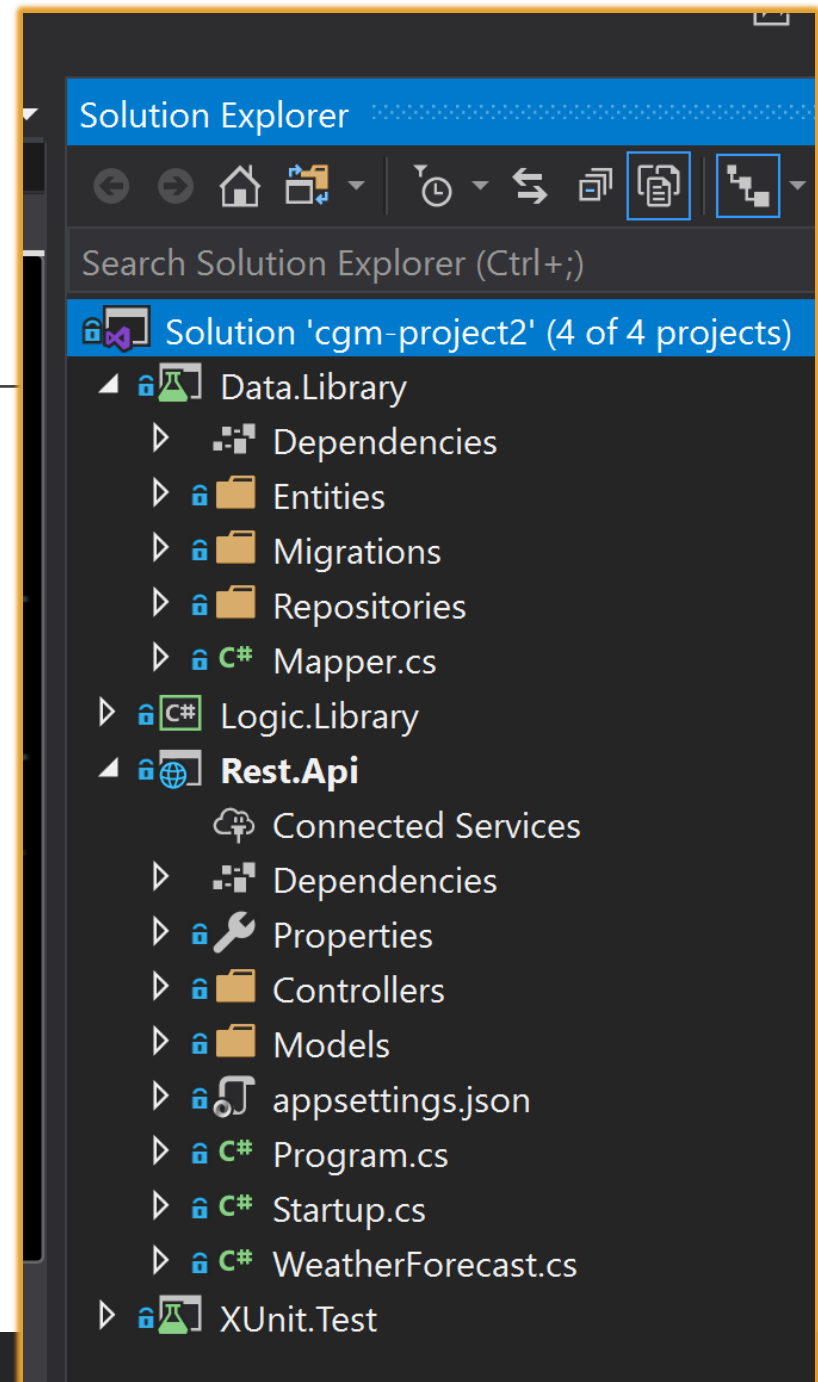 Solution Explorer
Search Solution Explorer (Ctrl+;)
Solution 'cgm-project2' (4 of 4 projects)
Data.Library
Dependencies
Entities
Migrations
Repositories
C# Mapper.cs
C# Logic.Library
Rest.Api
Connected Services
Dependencies
Properties
Controllers
Models
appsettings.json
C# Program.cs
C# Startup.cs
C# WeatherForecast.cs
XUnit.Test